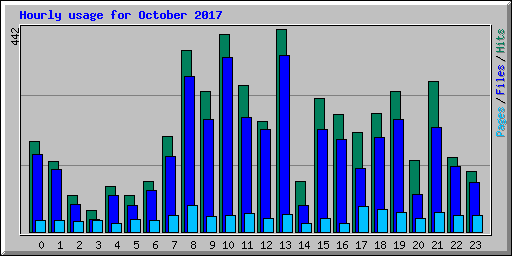 Hourly usage for October 2017
442
Pages/Files/Hits
0 1 2 3 4 5 6 7 8 9 10 11 12 13 14 15 16 17 18 19 20 21 22 23